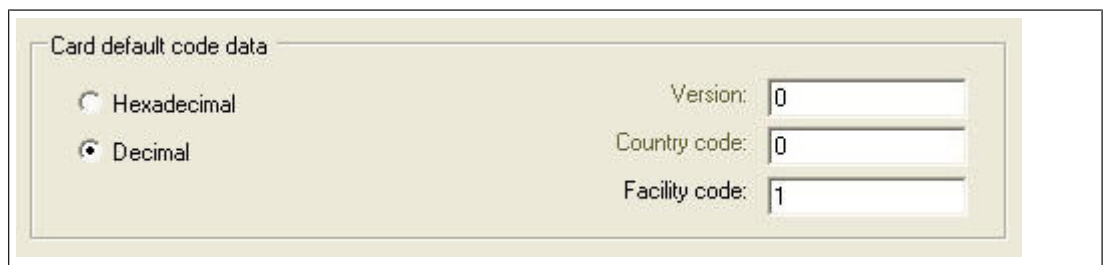 Card default code data
Hexadecimal
Decimal
Version: 0
Country code: 0
Facility code: 1